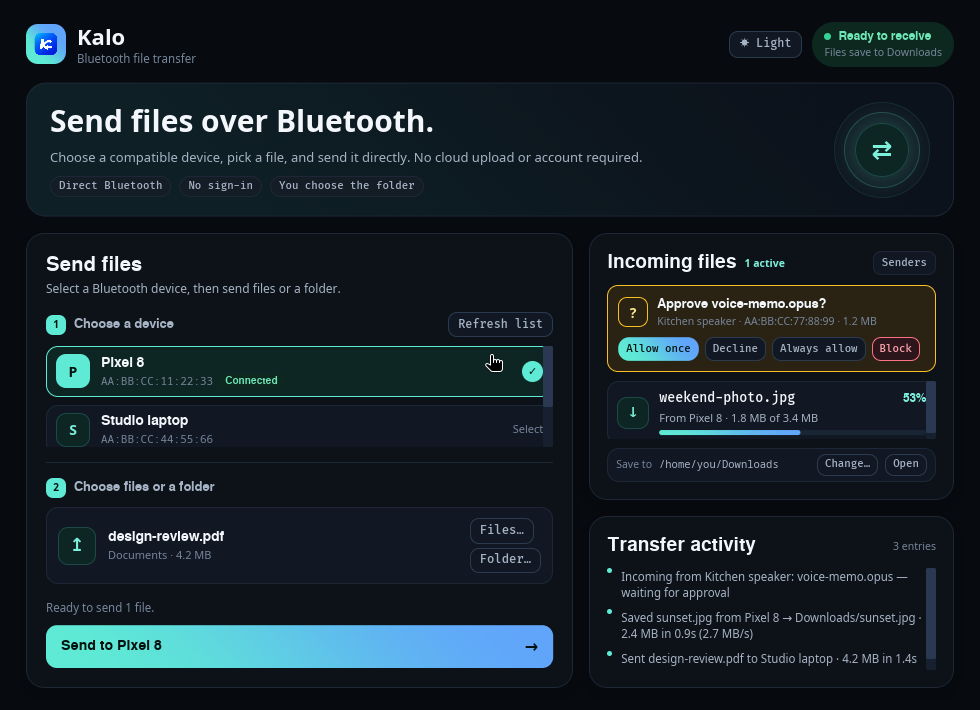 Kalo
Bluetooth file transfer
☀ Light
Ready to receive
Files save to Downloads
Send files over Bluetooth.
Choose a compatible device, pick a file, and send it directly. No cloud upload or account required.
Direct Bluetooth
No sign-in
You choose the folder
Send files
Select a Bluetooth device, then send files or a folder.
1 Choose a device
Refresh list
P
Pixel 8
AA:BB:CC:11:22:33 Connected
✓
S
Studio laptop
AA:BB:CC:44:55:66
Select
2 Choose files or a folder
↥
design-review.pdf
Documents · 4.2 MB
Files…
Folder…
Ready to send 1 file.
Send to Pixel 8 →
Incoming files 1 active
Senders
?
Approve voice-memo.opus?
Kitchen speaker · AA:BB:CC:77:88:99 · 1.2 MB
Allow once
Decline
Always allow
Block
↓
weekend-photo.jpg 53%
From Pixel 8 · 1.8 MB of 3.4 MB
Save to /home/you/Downloads
Change…
Open
Transfer activity
3 entries
Incoming from Kitchen speaker: voice-memo.opus —
waiting for approval
Saved sunset.jpg from Pixel 8 → Downloads/sunset.jpg ·
2.4 MB in 0.9s (2.7 MB/s)
Sent design-review.pdf to Studio laptop · 4.2 MB in 1.4s